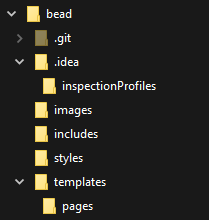 bead
.git
.idea
inspectionProfiles
images
includes
styles
templates
pages